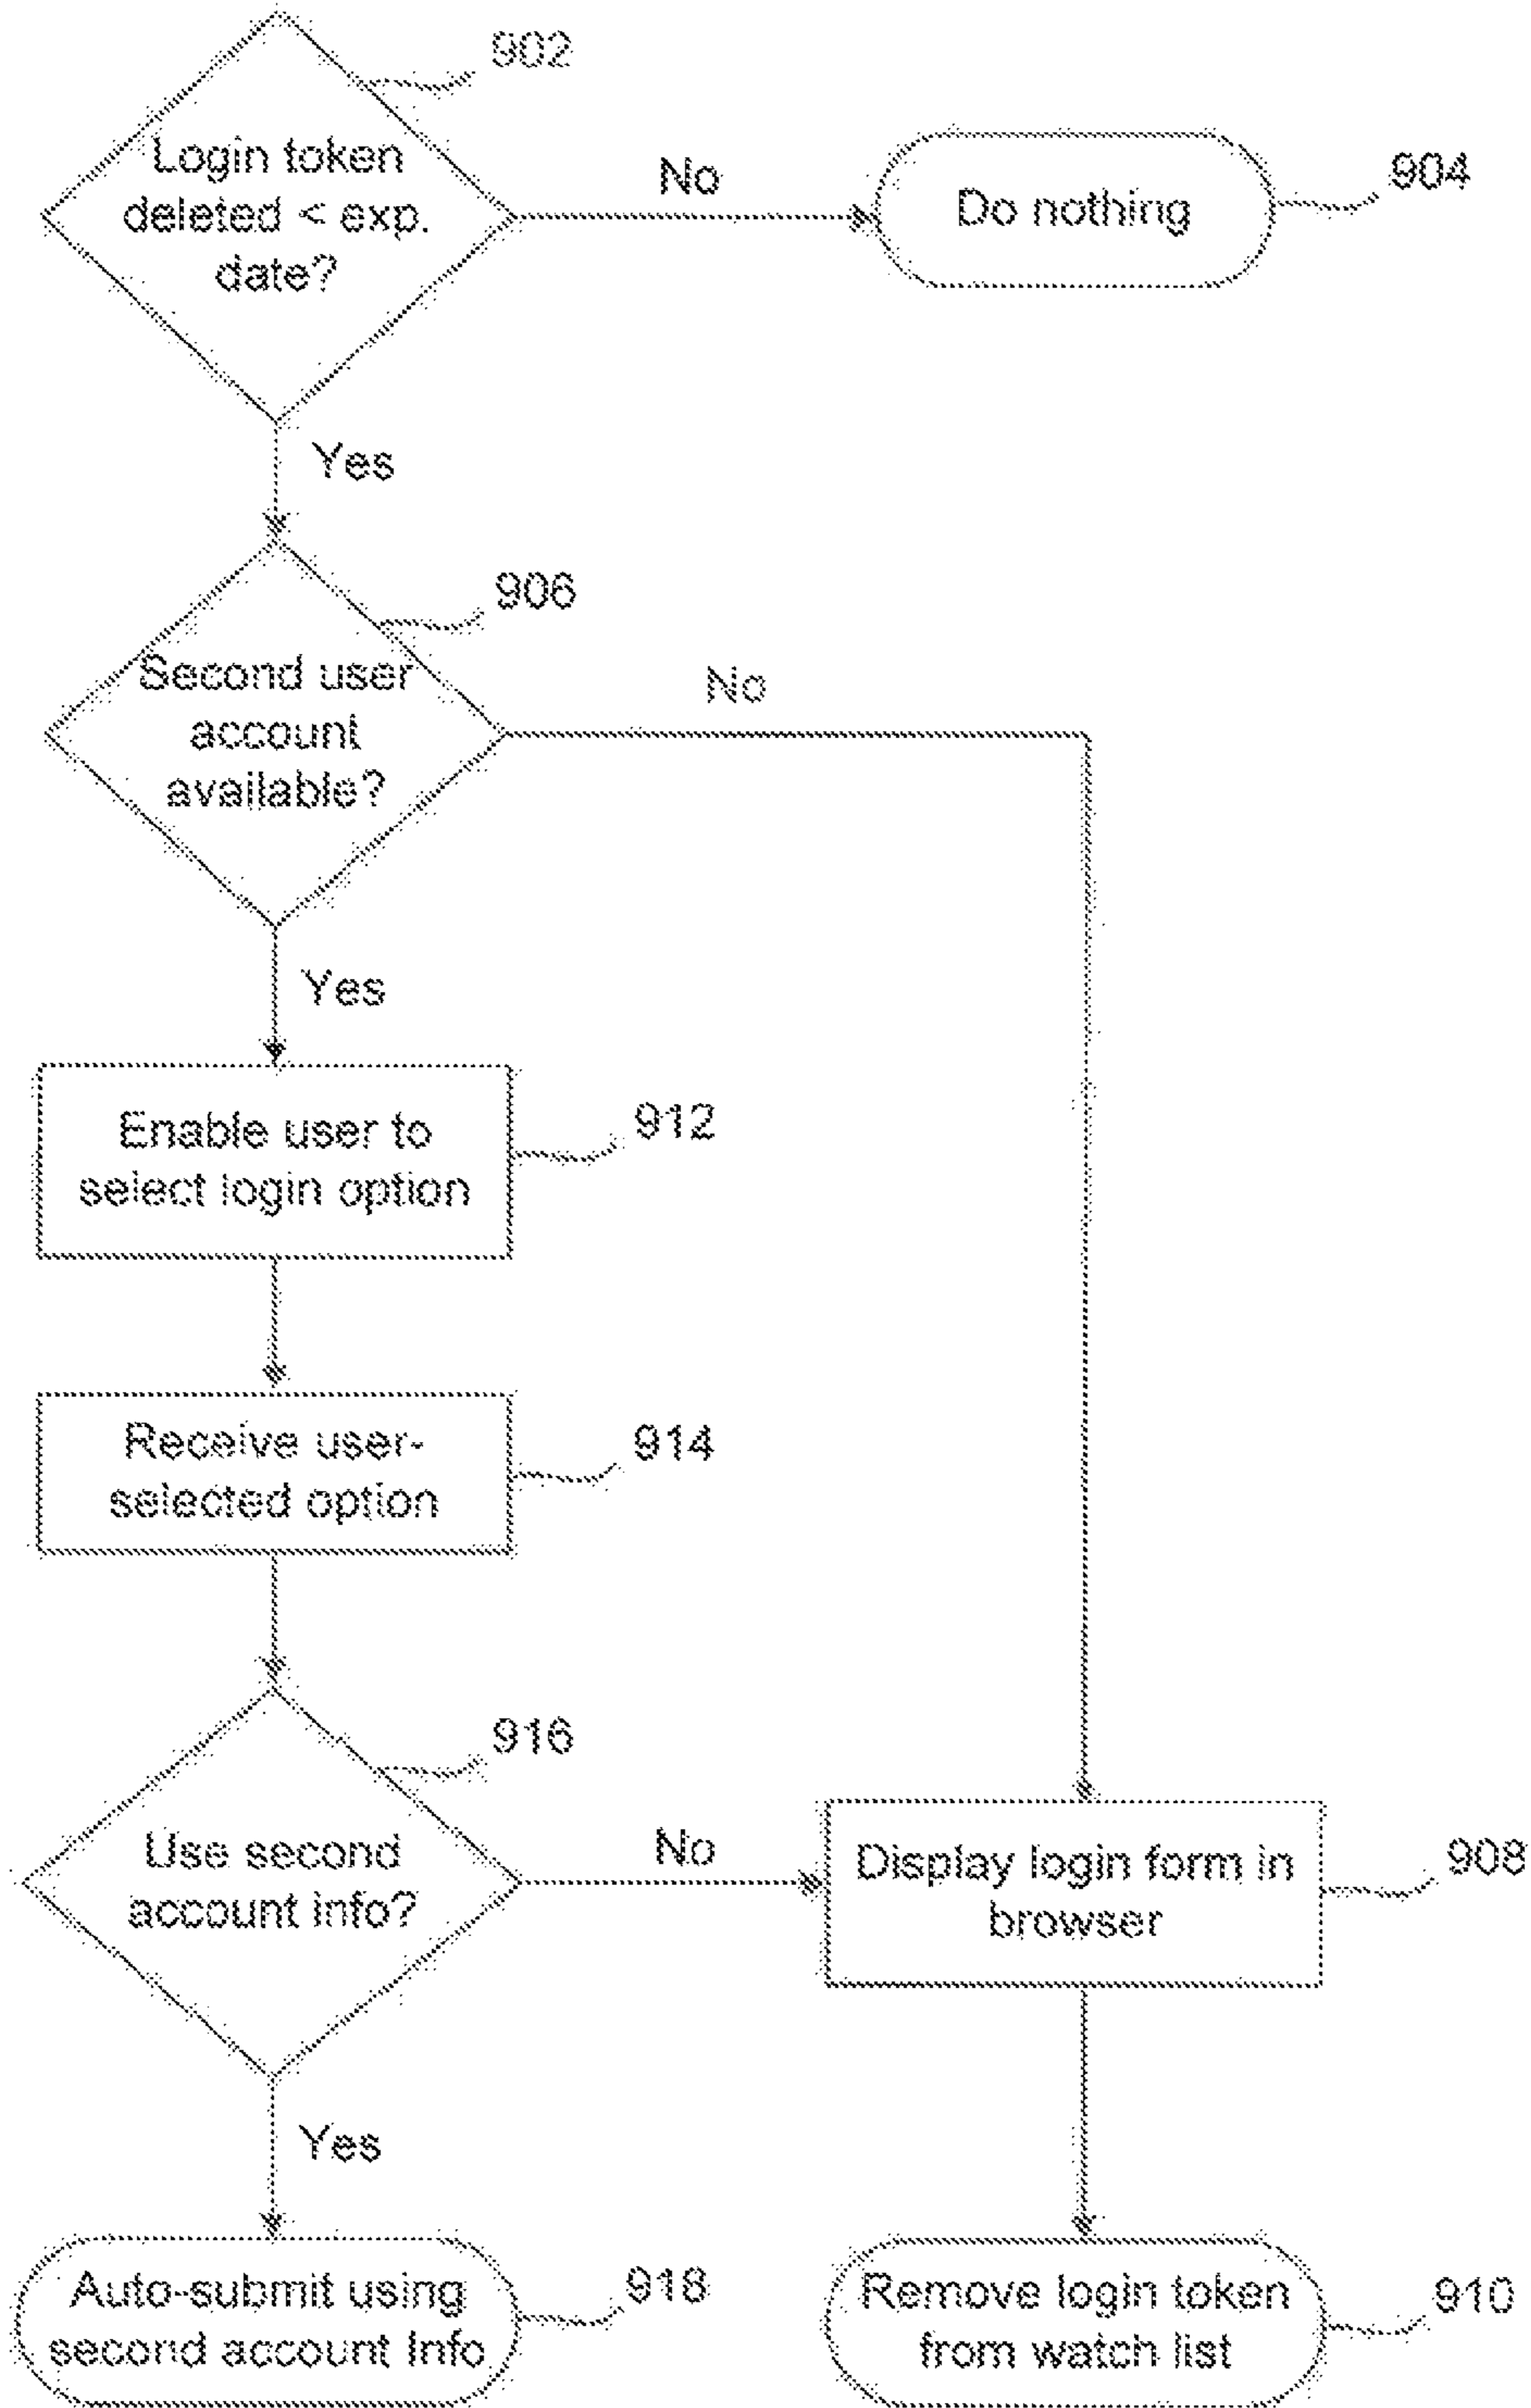 902
Login token
deleted < exp.
date?
No
Do nothing
904
Yes
906
Second user
account
available?
No
Yes
Enable user to
select login option
912
Receive user-
selected option
914
916
Use second
account info?
No
Display login form in
browser
908
Yes
Auto-submit using
second account Info
918
Remove login token
from watch list
910